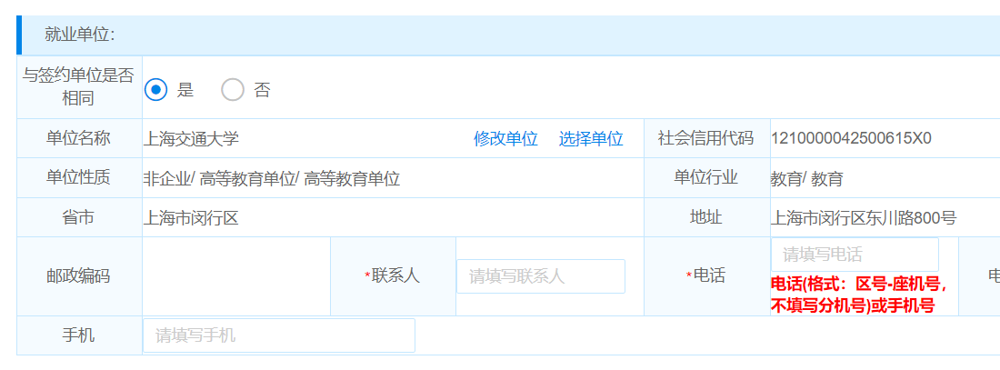 就业单位：
与签约单位是否
相同
是
否
单位名称
上海交通大学
修改单位
选择单位
社会信用代码
1210000042500615X0
单位性质
非企业/ 高等教育单位/ 高等教育单位
单位行业
教育/ 教育
省市
上海市闵行区
地址
上海市闵行区东川路800号
邮政编码
*联系人
请填写联系人
*电话
请填写电话
电话(格式：区号-座机号，
不填写分机号)或手机号
手机
请填写手机